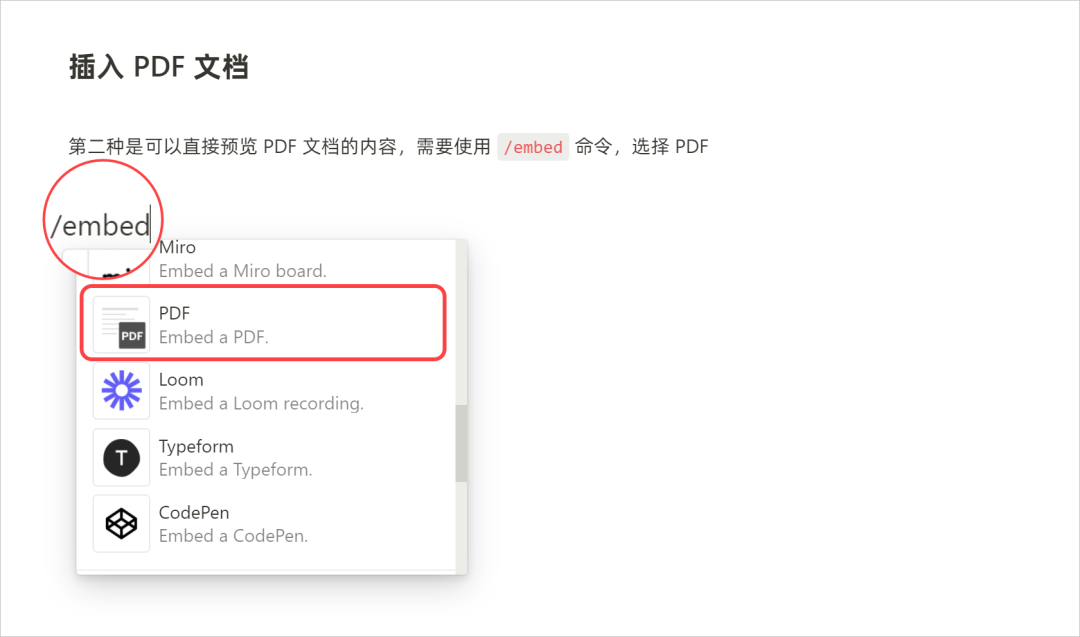 插入 PDF 文档
第二种是可以直接预览 PDF 文档的内容，需要使用 /embed 命令，选择 PDF
/embed
Miro
Embed a Miro board.
PDF
PDF
Embed a PDF.
Loom
Embed a Loom recording.
T
Typeform
Embed a Typeform.
CodePen
Embed a CodePen.